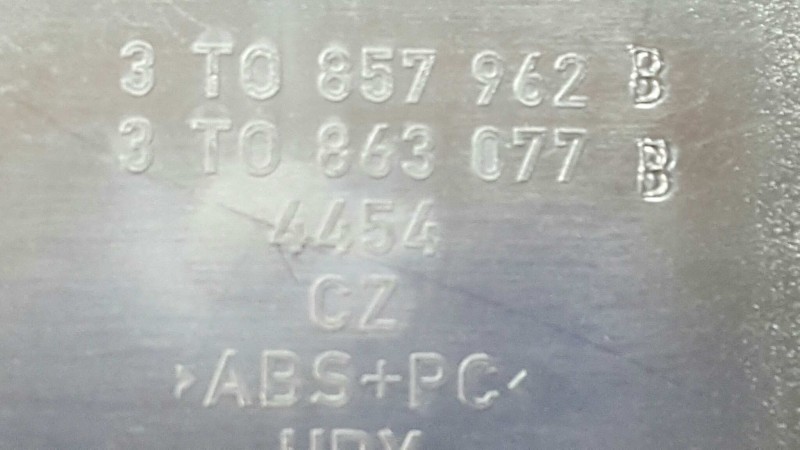 3 T0 857 962 B
3 T0 863 077 B
4454
CZ
>ABS+PC<